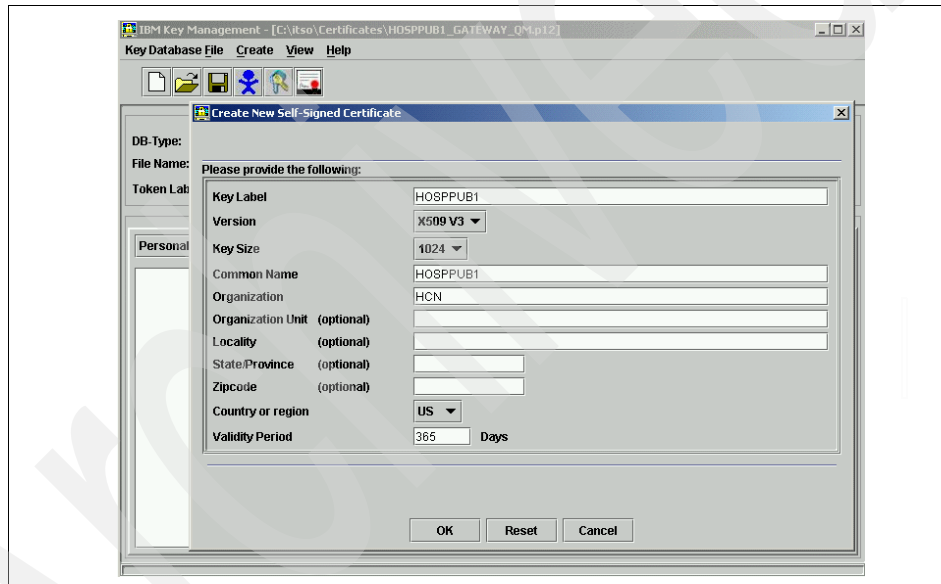 IBM Key Management - [C:\itso\Certificates\HOSPPUB1_GATEWAY_QM.p12]
Key Database File Create View Help
Create New Self-Signed Certificate
DB-Type:
File Name:
Token Lab
Please provide the following:
Key Label HOSPPUB1
Version X509 V3
Key Size 1024
Personal
Common Name HOSPPUB1
Organization HCN
Organization Unit (optional)
Locality (optional)
State/Province (optional)
Zipcode (optional)
Country or region US
Validity Period 365 Days
OK Reset Cancel